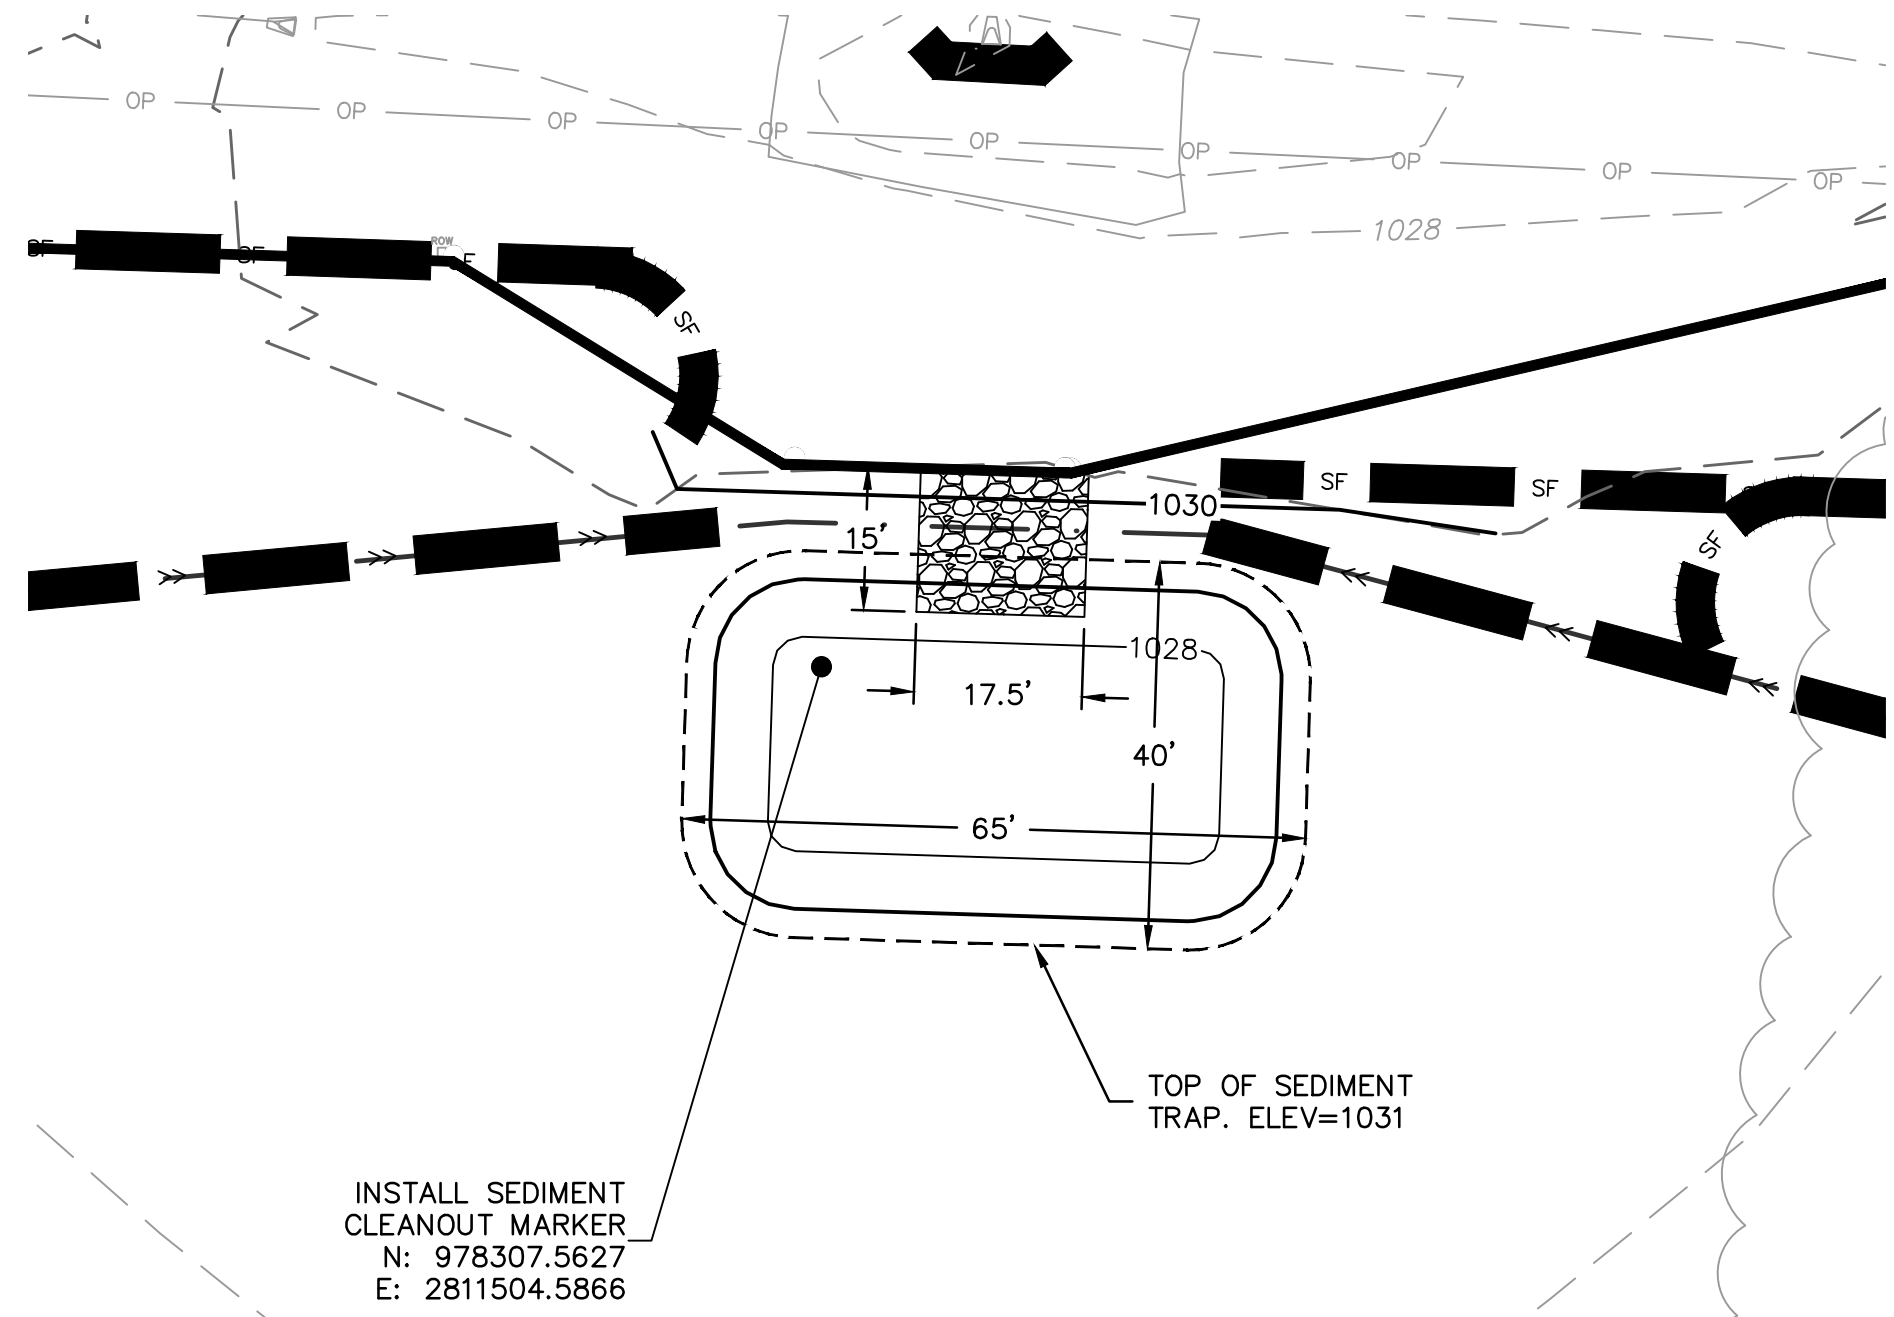 OP
OP
OP
OP
OP
OP
OP
OP
OP
1028
SF
SF
ROW
SF
SF
SF
SF
1030
15'
SF
1028
17.5'
40'
65'
TOP OF SEDIMENT
TRAP. ELEV=1031
INSTALL SEDIMENT
CLEANOUT MARKER
N: 978307.5627
E: 2811504.5866